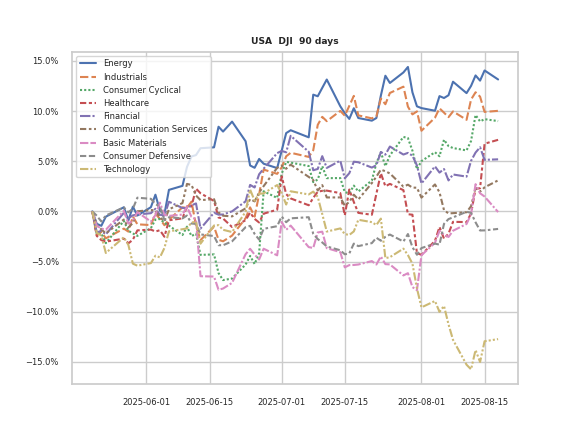 USA DJI 90 days
15.0%
10.0%
5.0%
0.0%
−5.0%
−10.0%
−15.0%
Energy
Industrials
Consumer Cyclical
Healthcare
Financial
Communication Services
Basic Materials
Consumer Defensive
Technology
2025-06-01 2025-06-15 2025-07-01 2025-07-15 2025-08-01 2025-08-15